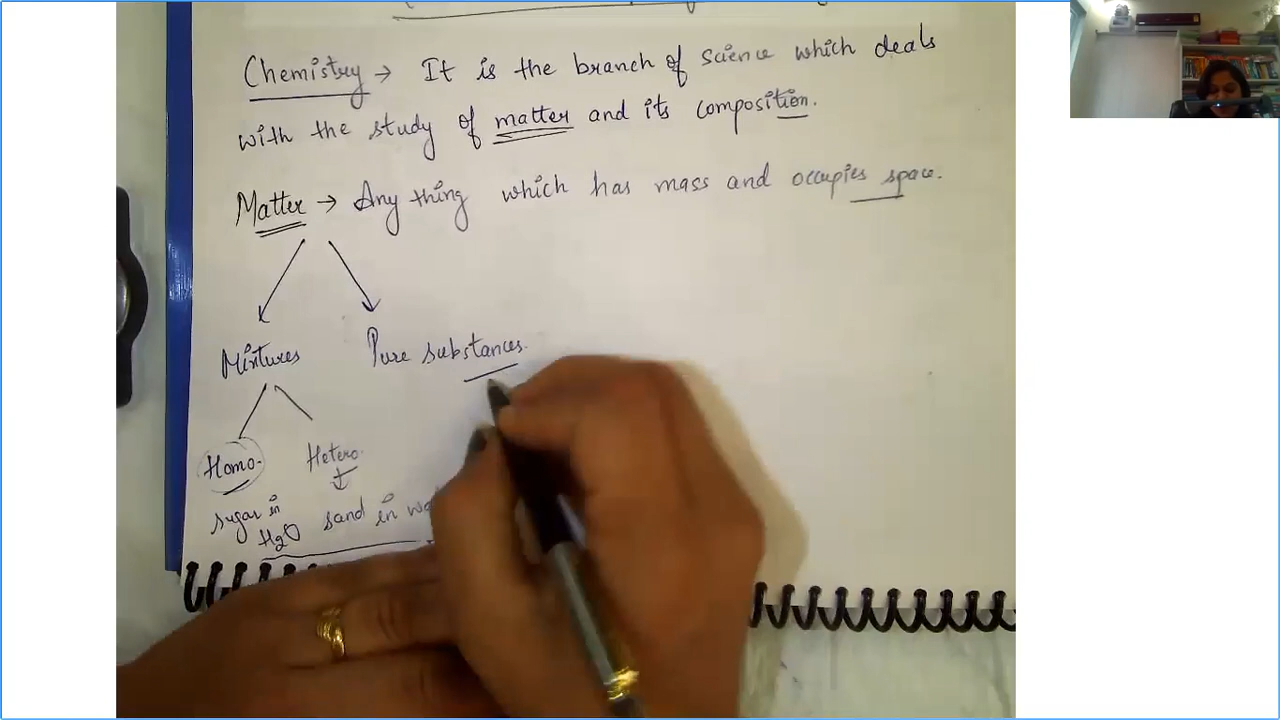 Chemistry → It is the branch of science which deals
with the study of matter and its composition.
Matter → Any thing which has mass and occupies space.
Mixtures Pure substances.
Homo. Hetero.
sugar in H2O sand in